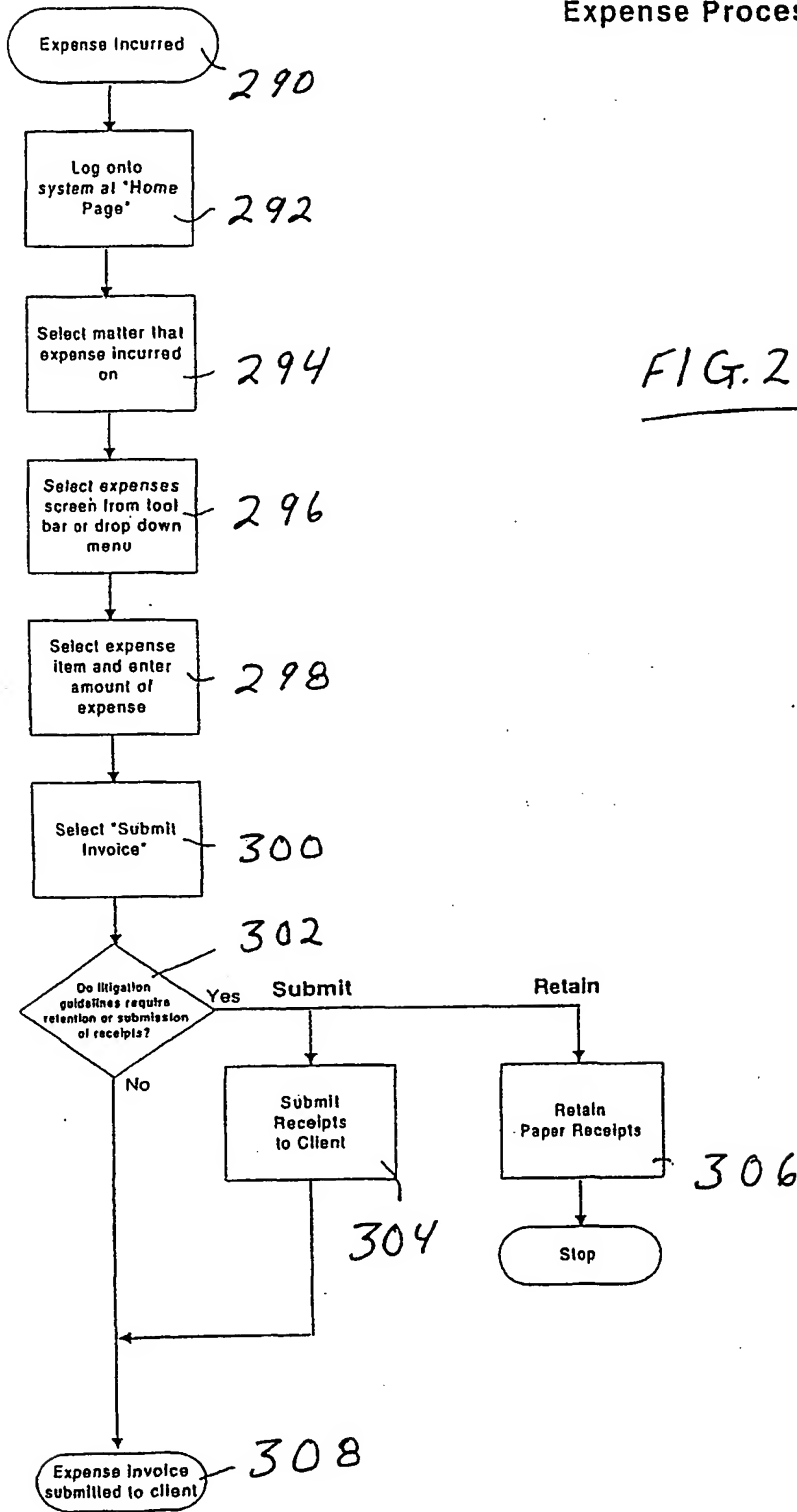 Expense Proces
Expense Incurred
290
Log onto
system at "Home
Page"
292
Select matter that
expense incurred
on
294
FIG. 2
Select expenses
screen from tool
bar or drop down
menu
296
Select expense
item and enter
amount of
expense
298
Select "Submit
Invoice"
300
302
Do litigation
guidelines require
retention or submission
of receipts?
Yes
Submit
Retain
No
Submit
Receipts
to Client
304
Retain
Paper Receipts
306
Stop
Expense invoice
submitted to client
308